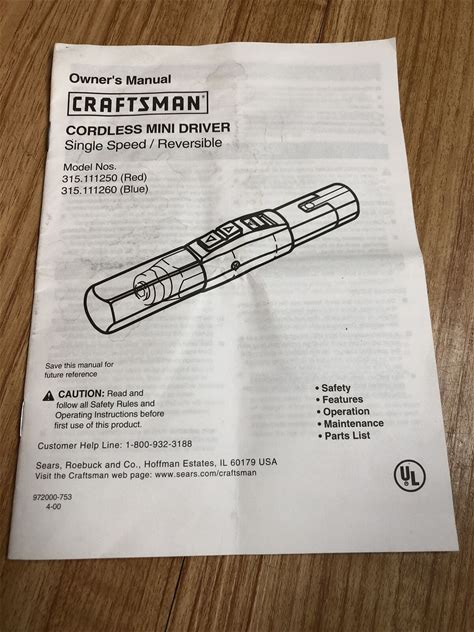 Owner's Manual
CRAFTSMAN®
CORDLESS MINI DRIVER
Single Speed / Reversible
Model Nos.
315.111250 (Red)
315.111260 (Blue)
Save this manual for
future reference
CAUTION: Read and
follow all Safety Rules and
Operating Instructions before
first use of this product.
• Safety
• Features
• Operation
• Maintenance
• Parts List
Customer Help Line: 1-800-932-3188
Sears, Roebuck and Co., Hoffman Estates, IL 60179 USA
Visit the Craftsman web page: www.sears.com/craftsman
UL
972000-753
4-00